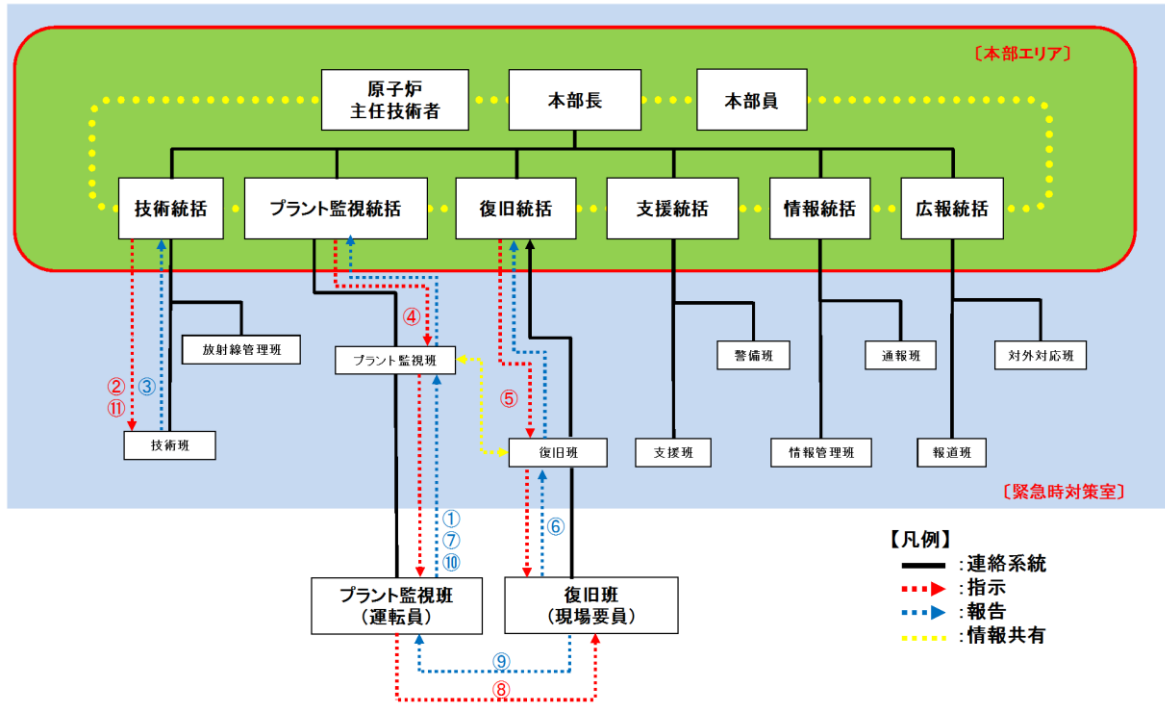 〔本部エリア〕
原子炉
主任技術者
本部長
本部員
技術統括
プラント監視統括
復旧統括
支援統括
情報統括
広報統括
④
放射線管理班
プラント監視班
警備班
通報班
対外対応班
②
⑪
③
⑤
技術班
復旧班
支援班
情報管理班
報道班
〔緊急時対策室〕
①
⑦
⑩
⑥
プラント監視班
（運転員）
復旧班
（現場要員）
⑨
⑧
【凡例】
：連絡系統
：指示
：報告
：情報共有